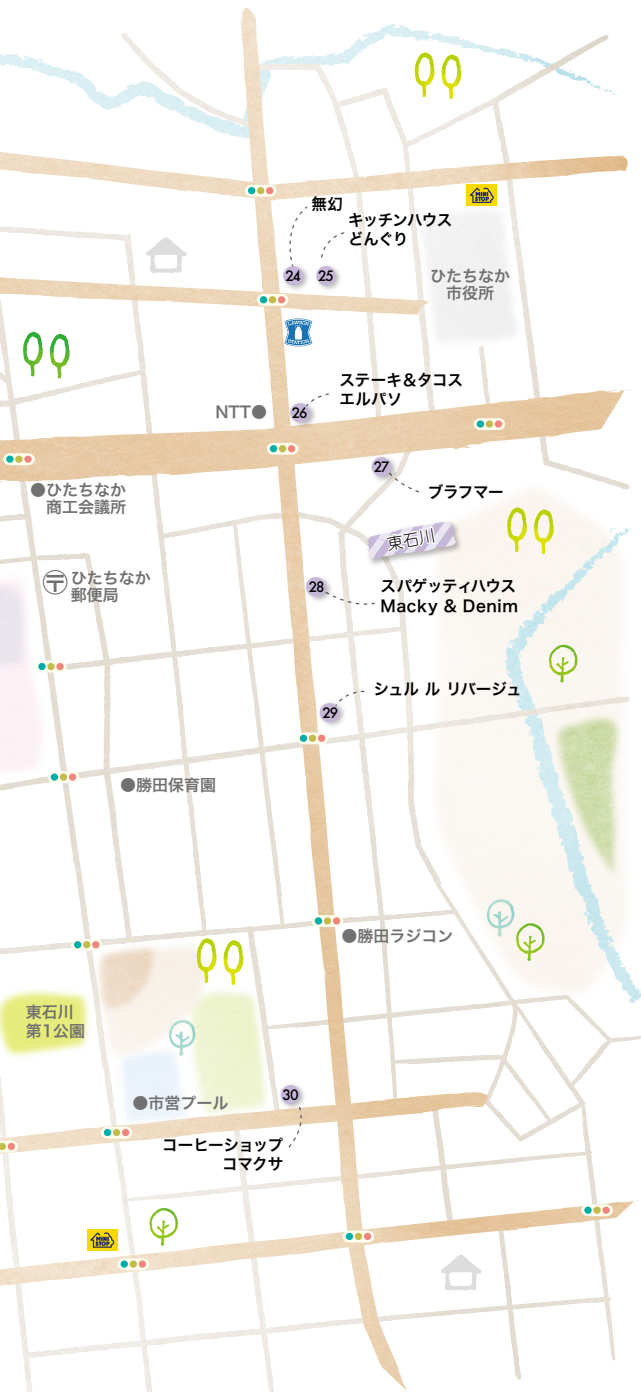 MINI
STOP
無幻
キッチンハウス
どんぐり
24
25
ひたちなか
市役所
LAWSON
STATION
ステーキ＆タコス
エルパソ
NTT●
26
27
ブラフマー
●ひたちなか
商工会議所
東石川
〒
ひたちなか
郵便局
28
スパゲッティハウス
Macky & Denim
シュル ル リバージュ
29
●勝田保育園
●勝田ラジコン
東石川
第1公園
●市営プール
30
コーヒーショップ
コマクサ
MINI
STOP